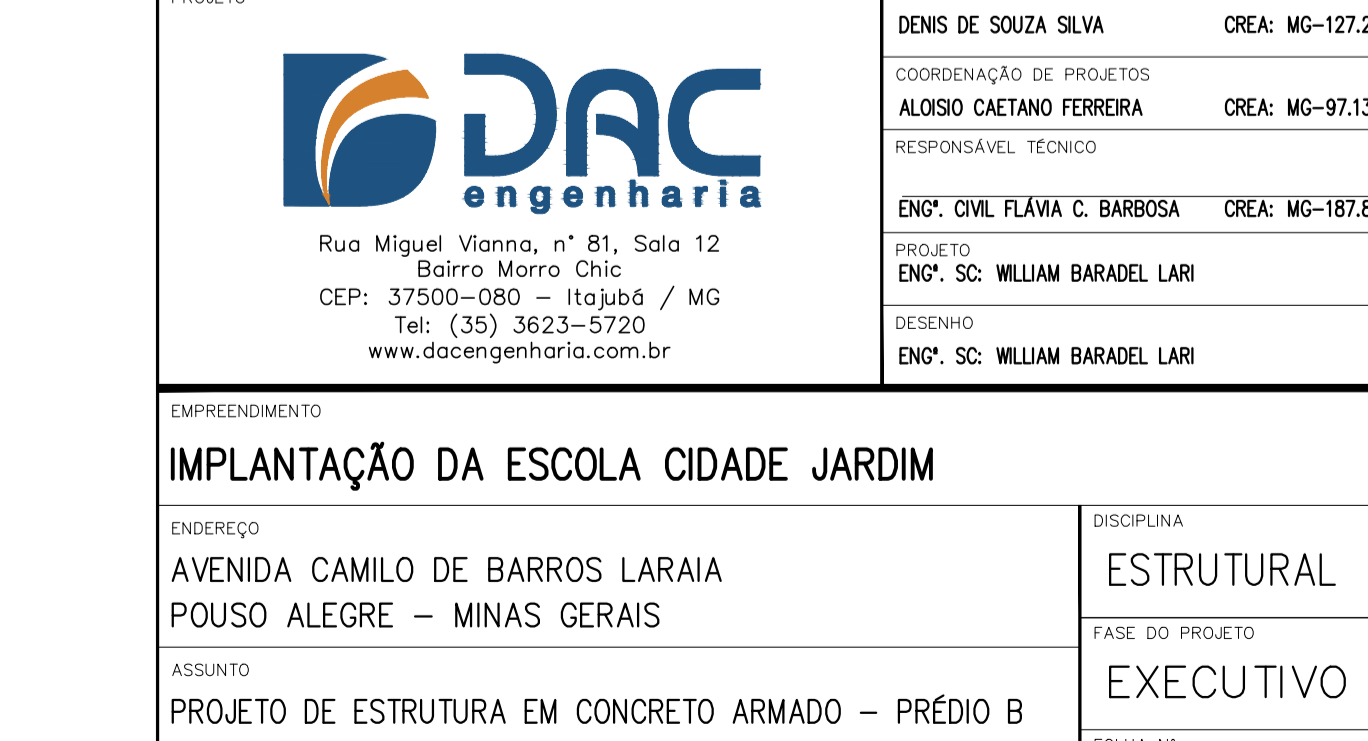 PROJETO
DAC
engenharia
Rua Miguel Vianna, n° 81, Sala 12
Bairro Morro Chic
CEP: 37500-080 - Itajubá / MG
Tel: (35) 3623-5720
www.dacengenharia.com.br
DENIS DE SOUZA SILVA CREA: MG-127.2
COORDENAÇÃO DE PROJETOS
ALOISIO CAETANO FERREIRA CREA: MG-97.13
RESPONSÁVEL TÉCNICO
ENGª. CIVIL FLÁVIA C. BARBOSA CREA: MG-187.8
PROJETO
ENGº. SC: WILLIAM BARADEL LARI
DESENHO
ENGº. SC: WILLIAM BARADEL LARI
EMPREENDIMENTO
IMPLANTAÇÃO DA ESCOLA CIDADE JARDIM
ENDEREÇO
AVENIDA CAMILO DE BARROS LARAIA
POUSO ALEGRE - MINAS GERAIS
DISCIPLINA
ESTRUTURAL
FASE DO PROJETO
EXECUTIVO
ASSUNTO
PROJETO DE ESTRUTURA EM CONCRETO ARMADO - PRÉDIO B